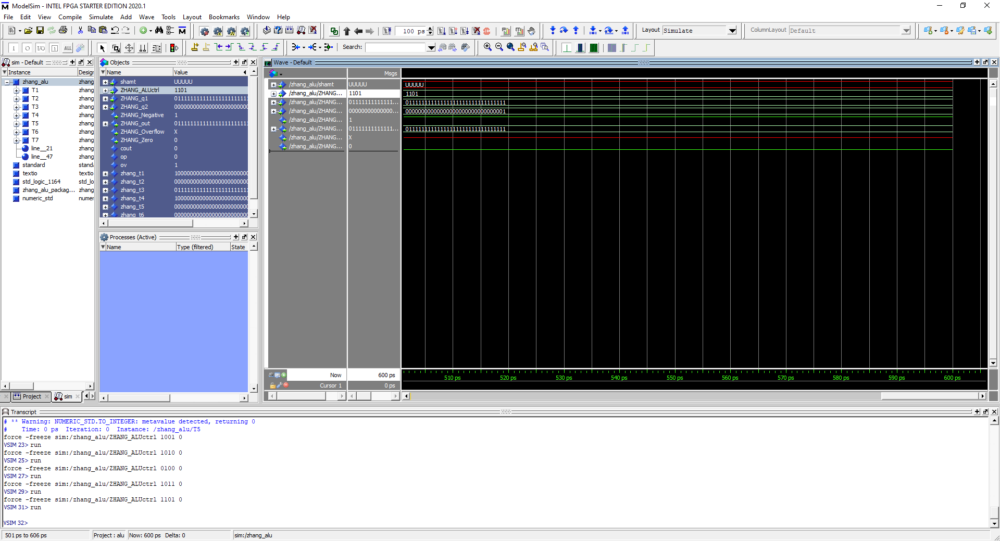 ModelSim - INTEL FPGA STARTER EDITION 2020.1
File Edit View Compile Simulate Add Wave Tools Layout Bookmarks Window Help
100 ps
Layout Simulate
ColumnLayout Default
Search:
sim - Default
Instance Design
zhang_alu zhang
T1 zhang
T2 zhang
T3 zhang
T4 zhang
T5 zhang
T6 zhang
T7 zhang
line__21 zhang
line__47 zhang
standard standa
textio textio
std_logic_1164 std_lo
zhang_alu_packag... zhang
numeric_std numer
Project
sim
Objects
Name Value
shamt UUUUU
ZHANG_ALUctrl 1101
ZHANG_q1 01111111111111111111111
ZHANG_q2 00000000000000000000000
ZHANG_Negative 1
ZHANG_out 01111111111111111111111
ZHANG_Overflow X
ZHANG_Zero 0
cout 0
op 0
ov 1
zhang_t1 10000000000000000000000
zhang_t2 00000000000000000000000
zhang_t3 01111111111111111111111
zhang_t4 10000000000000000000000
zhang_t5 00000000000000000000000
zhang_t6 00000000000000000000000
Processes (Active)
Name Type (filtered) State
Wave - Default
Msgs
/zhang_alu/shamt UUUUU UUUUU
/zhang_alu/ZHANG... 1101 1101
/zhang_alu/ZHANG... 01111111111111... 01111111111111111111111111111111
/zhang_alu/ZHANG... 00000000000000... 00000000000000000000000000000001
/zhang_alu/ZHANG... 1
/zhang_alu/ZHANG... 01111111111111... 01111111111111111111111111111111
/zhang_alu/ZHANG... X
/zhang_alu/ZHANG... 0
Now 600 ps
510 ps 520 ps 530 ps 540 ps 550 ps 560 ps 570 ps 580 ps 590 ps 600 ps
Cursor 1 0 ps
Transcript
# ** Warning: NUMERIC_STD.TO_INTEGER: metavalue detected, returning 0
# Time: 0 ps Iteration: 0 Instance: /zhang_alu/T5
force -freeze sim:/zhang_alu/ZHANG_ALUctrl 1001 0
VSIM 23> run
force -freeze sim:/zhang_alu/ZHANG_ALUctrl 1010 0
VSIM 25> run
force -freeze sim:/zhang_alu/ZHANG_ALUctrl 0100 0
VSIM 27> run
force -freeze sim:/zhang_alu/ZHANG_ALUctrl 1011 0
VSIM 29> run
force -freeze sim:/zhang_alu/ZHANG_ALUctrl 1101 0
VSIM 31> run
VSIM 32>
501 ps to 606 ps Project : alu Now: 600 ps Delta: 0 sim:/zhang_alu